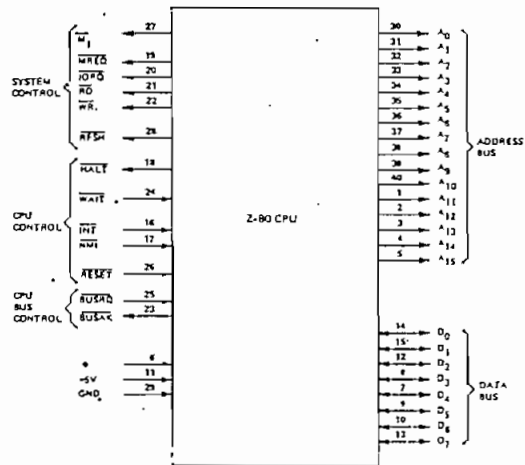 27 M1
19 MREQ
20 IORQ
21 RD
22 WR
28 RFSH
SYSTEM CONTROL
18 HALT
24 WAIT
16 INT
17 NMI
26 RESET
CPU CONTROL
25 BUSRQ
23 BUSAK
CPU BUS CONTROL
6 Φ
11 -5V
29 GND
Z-80 CPU
30 A0
31 A1
32 A2
33 A3
34 A4
35 A5
36 A6
37 A7
38 A8
39 A9
40 A10
1 A11
2 A12
3 A13
4 A14
5 A15
ADDRESS BUS
14 D0
15 D1
12 D2
8 D3
7 D4
9 D5
10 D6
13 D7
DATA BUS